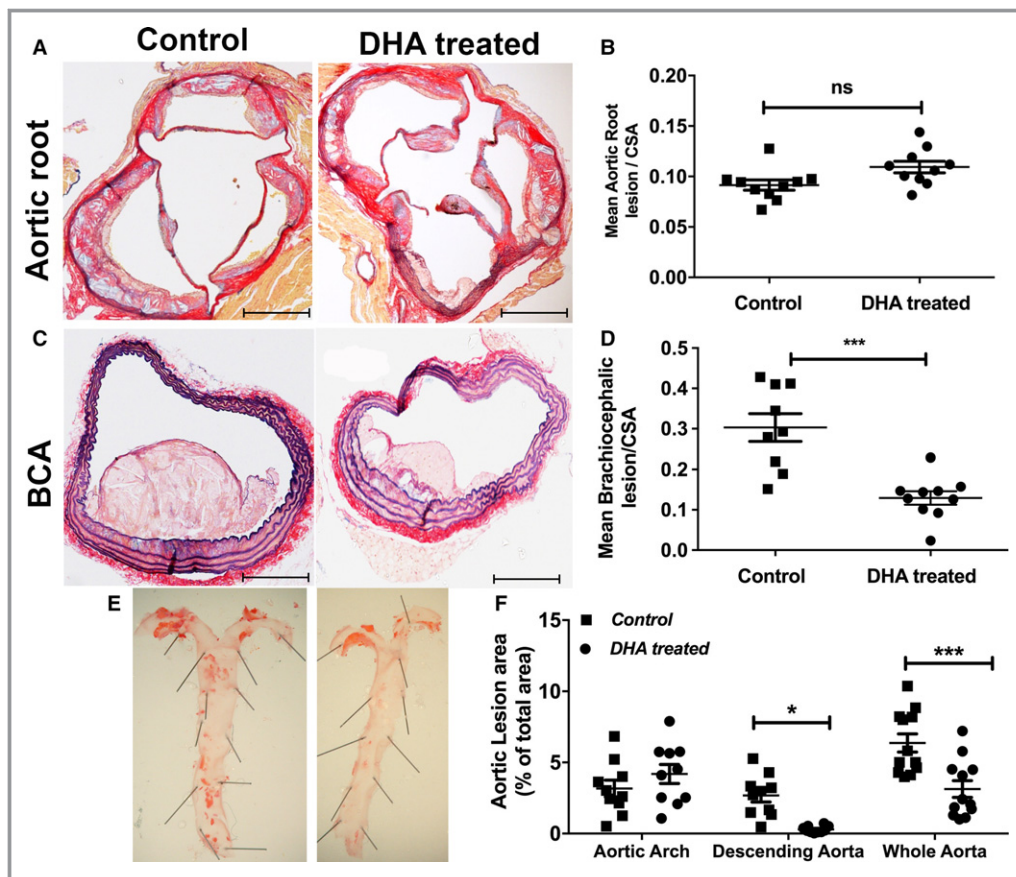 Control
DHA treated
A
Aortic root
B
Mean Aortic Root
lesion / CSA
0.20
0.15
0.10
0.05
0.00
ns
Control
DHA treated
C
BCA
D
Mean Brachiocephalic
lesion/CSA
0.5
0.4
0.3
0.2
0.1
0.0
***
Control
DHA treated
E
F
Aortic Lesion area
(% of total area)
15
10
5
0
Control
DHA treated
*
***
Aortic Arch
Descending Aorta
Whole Aorta